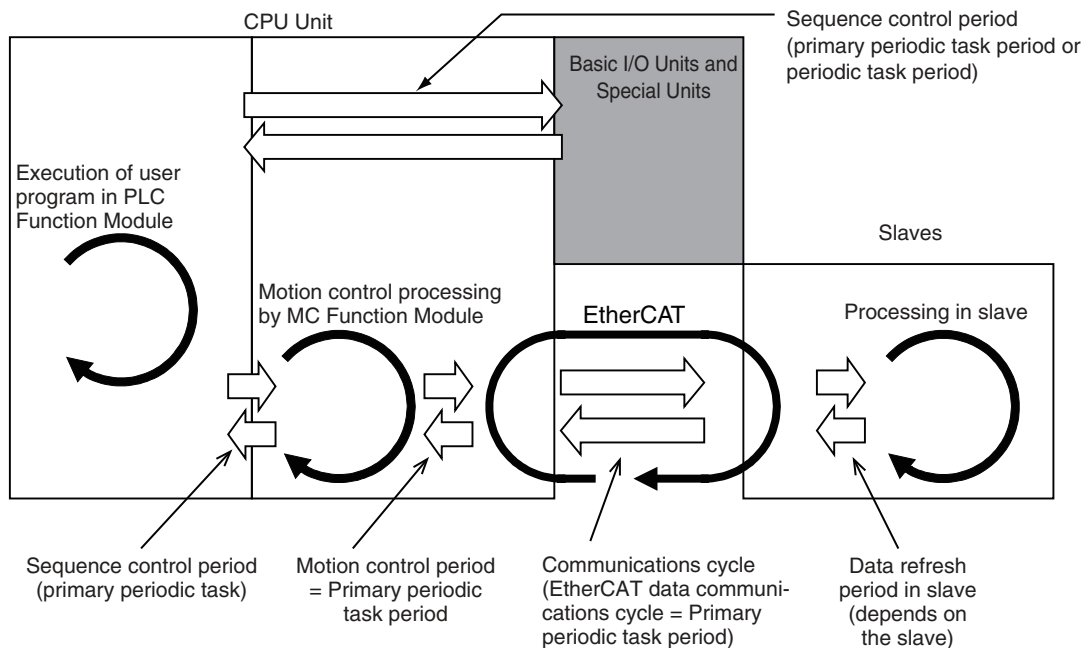 CPU Unit
Sequence control period
(primary periodic task period or
periodic task period)
Basic I/O Units and
Special Units
Execution of user
program in PLC
Function Module
Slaves
Motion control processing
by MC Function Module
EtherCAT
Processing in slave
Sequence control period
(primary periodic task)
Motion control period
= Primary periodic
task period
Communications cycle
(EtherCAT data communi-
cations cycle = Primary
periodic task period)
Data refresh
period in slave
(depends on
the slave)